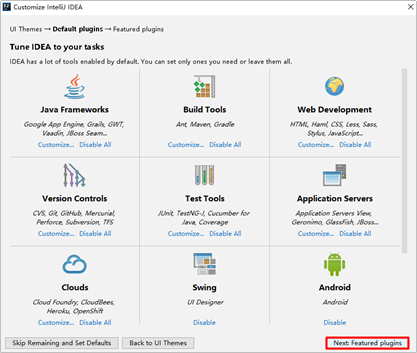 Customize IntelliJ IDEA
UI Themes → Default plugins → Featured plugins
Tune IDEA to your tasks
IDEA has a lot of tools enabled by default. You can set only ones you need or leave them all.
Java Frameworks
Google App Engine, Grails, GWT,
Vaadin, JBoss Seam...
Customize... Disable All
Build Tools
Ant, Maven, Gradle
Customize... Disable All
Web Development
HTML, Haml, CSS, Less, Sass,
Stylus, JavaScript...
Customize... Disable All
Version Controls
CVS, Git, GitHub, Mercurial,
Perforce, Subversion, TFS
Customize... Disable All
Test Tools
JUnit, TestNG-J, Cucumber for
Java, Coverage
Customize... Disable All
Application Servers
Application Servers View,
Geronimo, GlassFish, JBoss...
Customize... Disable All
Clouds
Cloud Foundry, CloudBees,
Heroku, OpenShift
Customize... Disable All
Swing
UI Designer
Disable
Android
Android
Disable
Skip Remaining and Set Defaults
Back to UI Themes
Next: Featured plugins